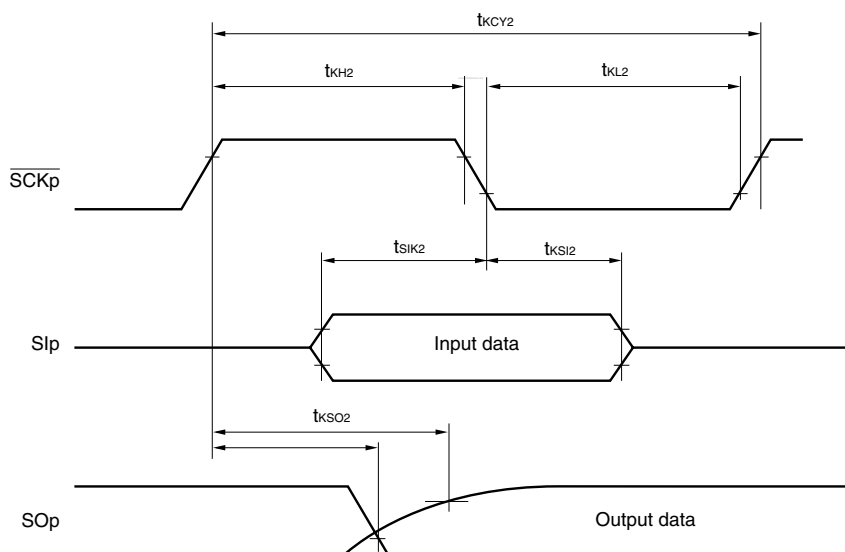 tKCY2
tKH2
tKL2
SCKp
tSIK2
tKSI2
SIp
Input data
tKSO2
SOp
Output data